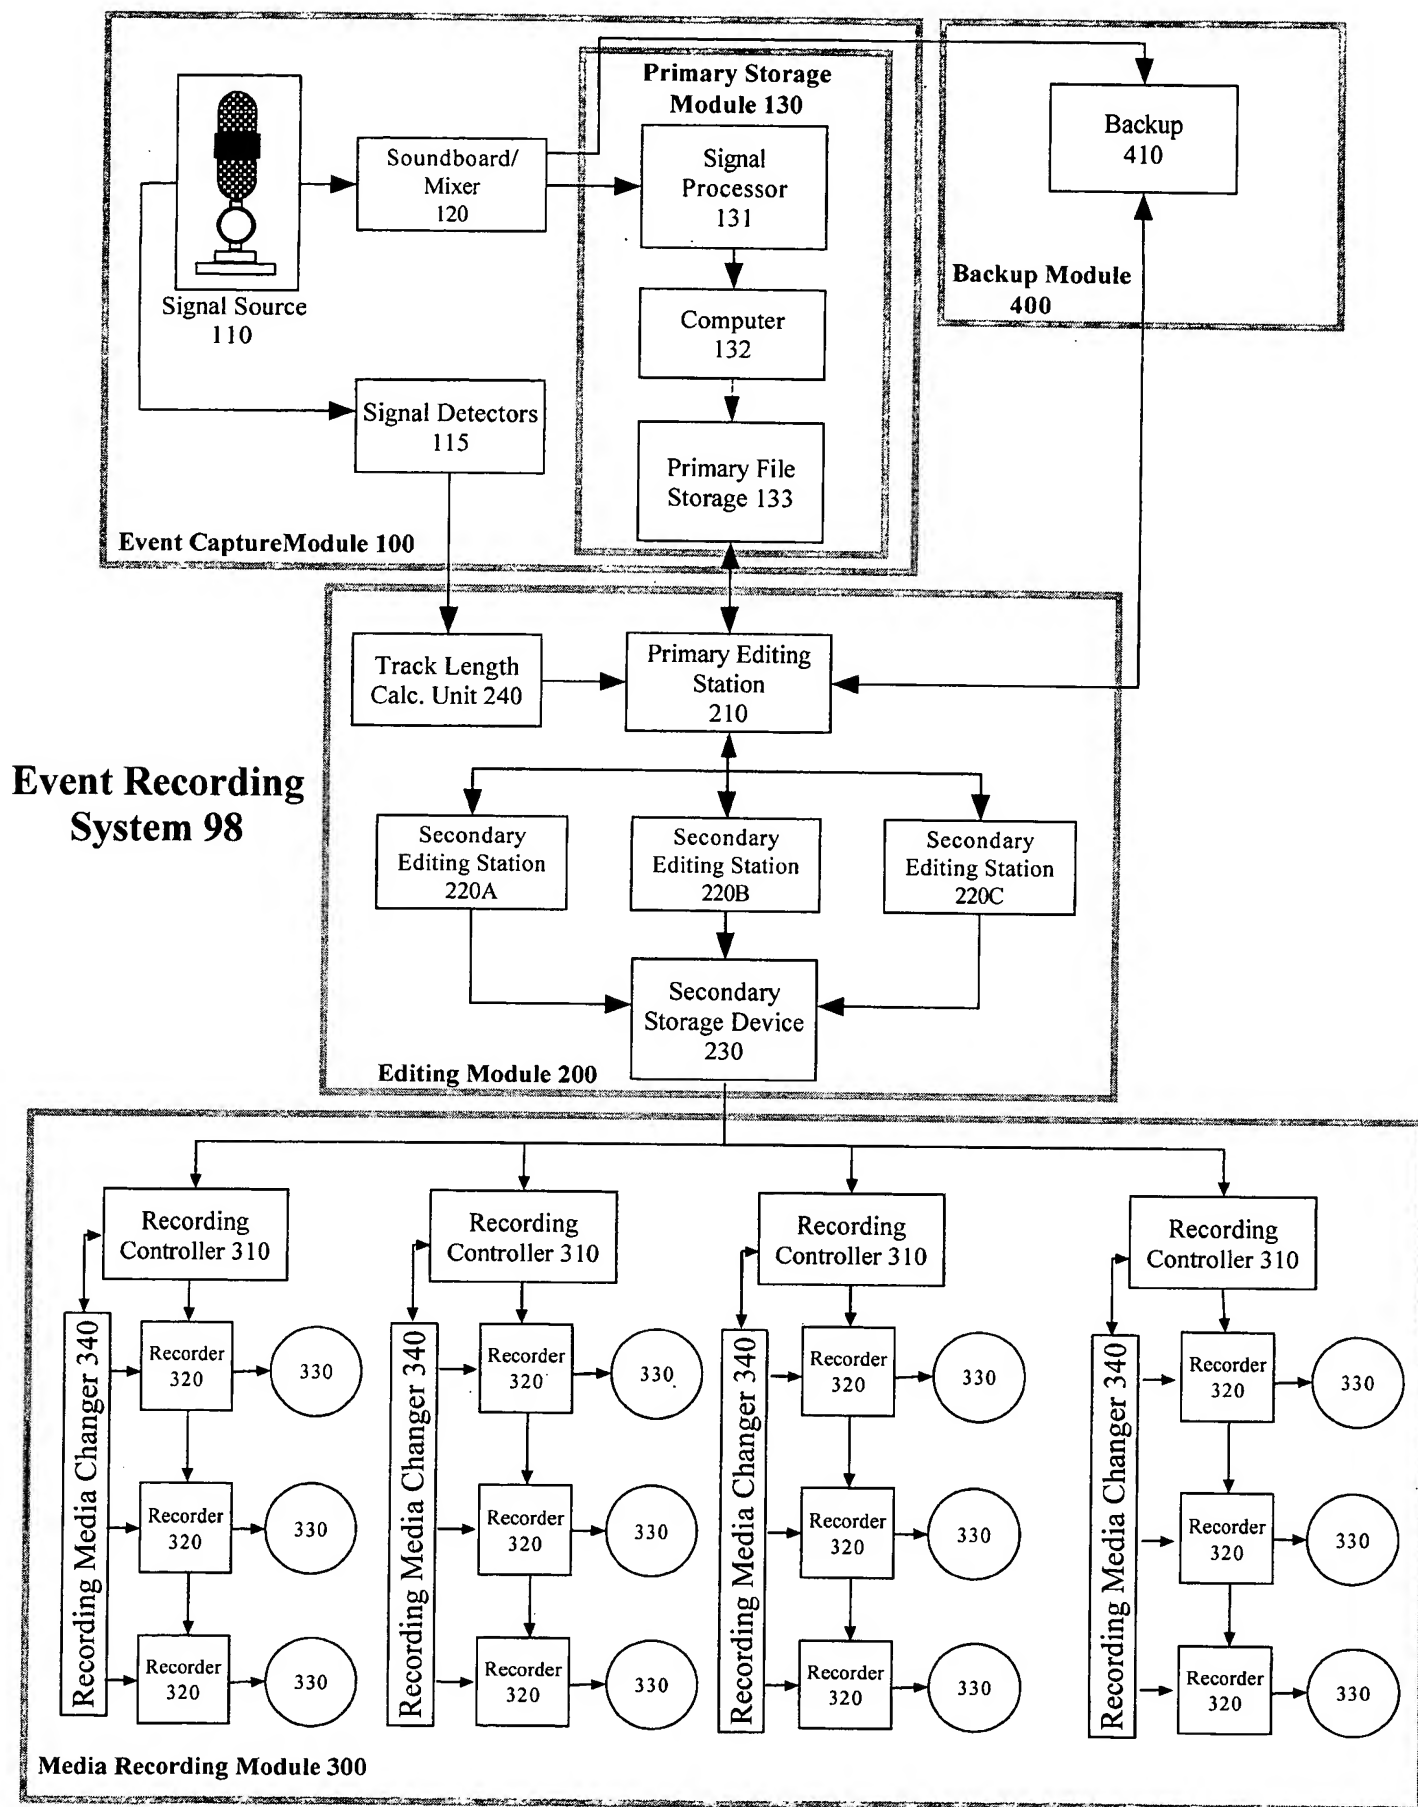 Primary Storage
Module 130
Soundboard/
Mixer
120
Signal
Processor
131
Backup
410
Signal Source
110
Computer
132
Backup Module
400
Signal Detectors
115
Primary File
Storage 133
Event CaptureModule 100
Track Length
Calc. Unit 240
Primary Editing
Station
210
Event Recording
System 98
Secondary
Editing Station
220A
Secondary
Editing Station
220B
Secondary
Editing Station
220C
Secondary
Storage Device
230
Editing Module 200
Recording
Controller 310
Recording
Controller 310
Recording
Controller 310
Recording
Controller 310
Recording Media Changer 340
Recorder
320
330
Recorder
320
330
Recorder
320
330
Recording Media Changer 340
Recorder
320
330
Recorder
320
330
Recorder
320
330
Recording Media Changer 340
Recorder
320
330
Recorder
320
330
Recorder
320
330
Recording Media Changer 340
Recorder
320
330
Recorder
320
330
Recorder
320
330
Media Recording Module 300